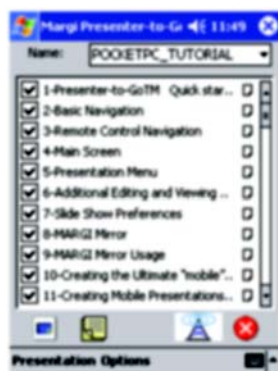 Margi Presenter-to-G 11:49
Name: POCKETPC_TUTORIAL
1-Presenter-to-GoTM Quick star...
2-Basic Navigation
3-Remote Control Navigation
4-Main Screen
5-Presentation Menu
6-Additional Editing and Viewing ...
7-Slide Show Preferences
8-MARGI Mirror
9-MARGI Mirror Usage
10-Creating the Ultimate "mobile"...
11-Creating Mobile Presentations...
Presentation Options